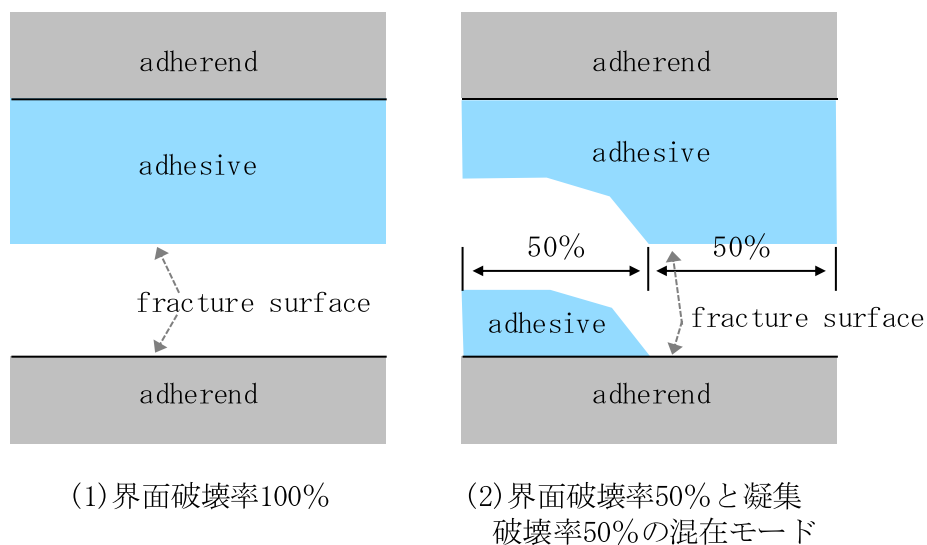 adherend
adhesive
fracture surface
adherend
(1)界面破壊率100%
adherend
adhesive
50%
50%
adhesive
fracture surface
adherend
(2)界面破壊率50%と凝集
破壊率50%の混在モード